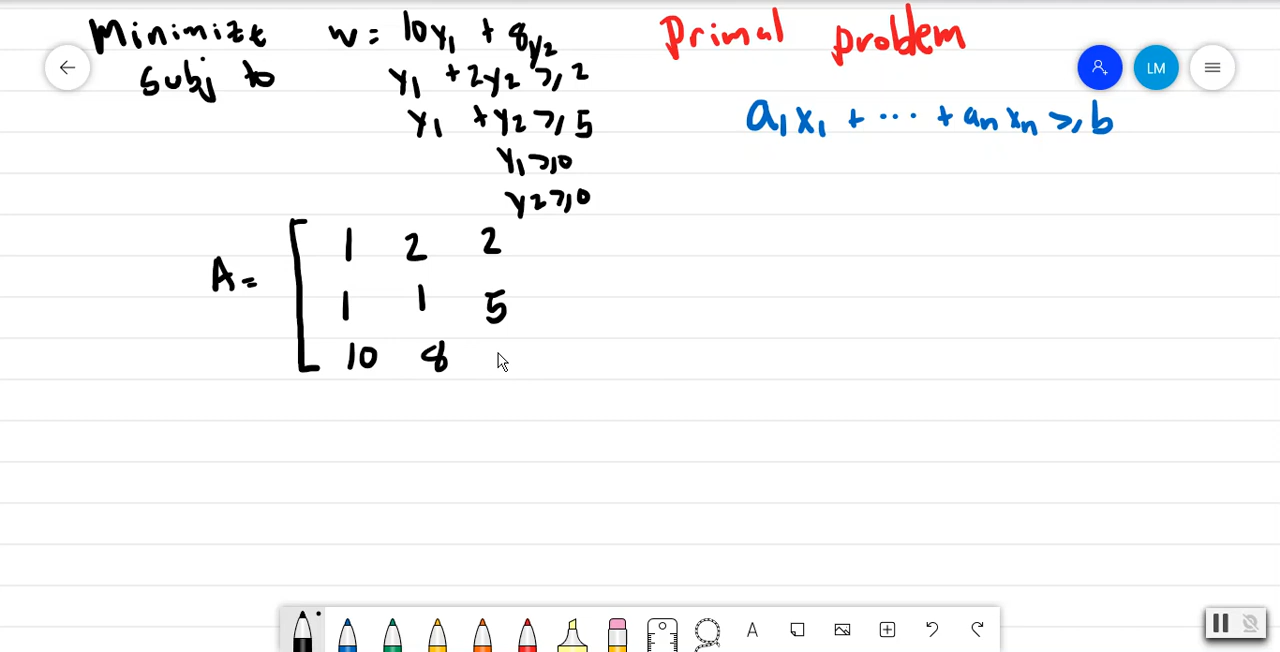 Minimize w = 10y₁ + 8y₂
Subj to y₁ + 2y₂ ≥ 2
y₁ + y₂ ≥ 5
y₁ ≥ 0
y₂ ≥ 0
Primal problem
LM
a₁x₁ + ... + aₙxₙ ≥ b
A =
1 2 2
1 1 5
10 8
A